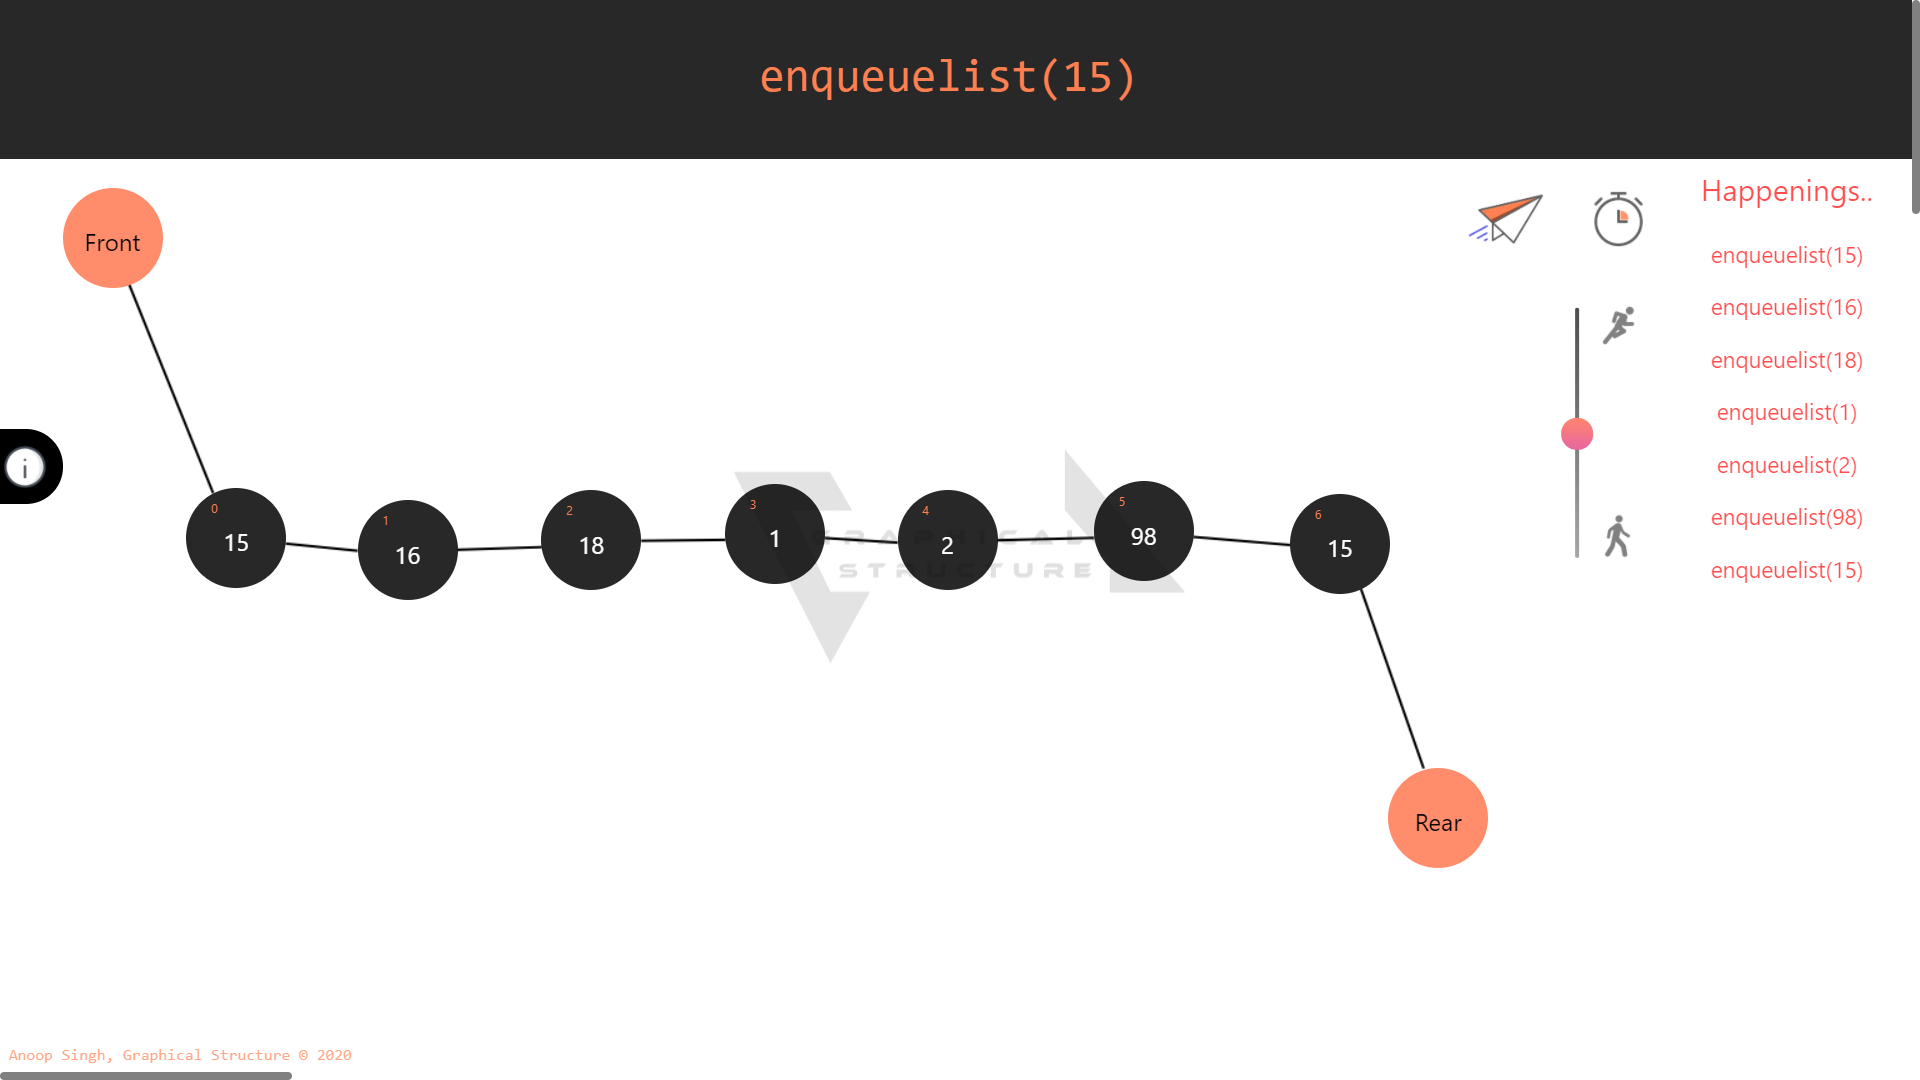 enqueuelist(15)
Happenings..
enqueuelist(15)
enqueuelist(16)
enqueuelist(18)
enqueuelist(1)
enqueuelist(2)
enqueuelist(98)
enqueuelist(15)
Front
0
15
1
16
2
18
3
1
4
2
5
98
6
15
GRAPHICAL
STRUCTURE
Rear
i
Anoop Singh, Graphical Structure © 2020